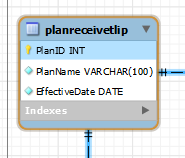 planreceivetlip
PlanID INT
PlanName VARCHAR(100)
EffectiveDate DATE
Indexes